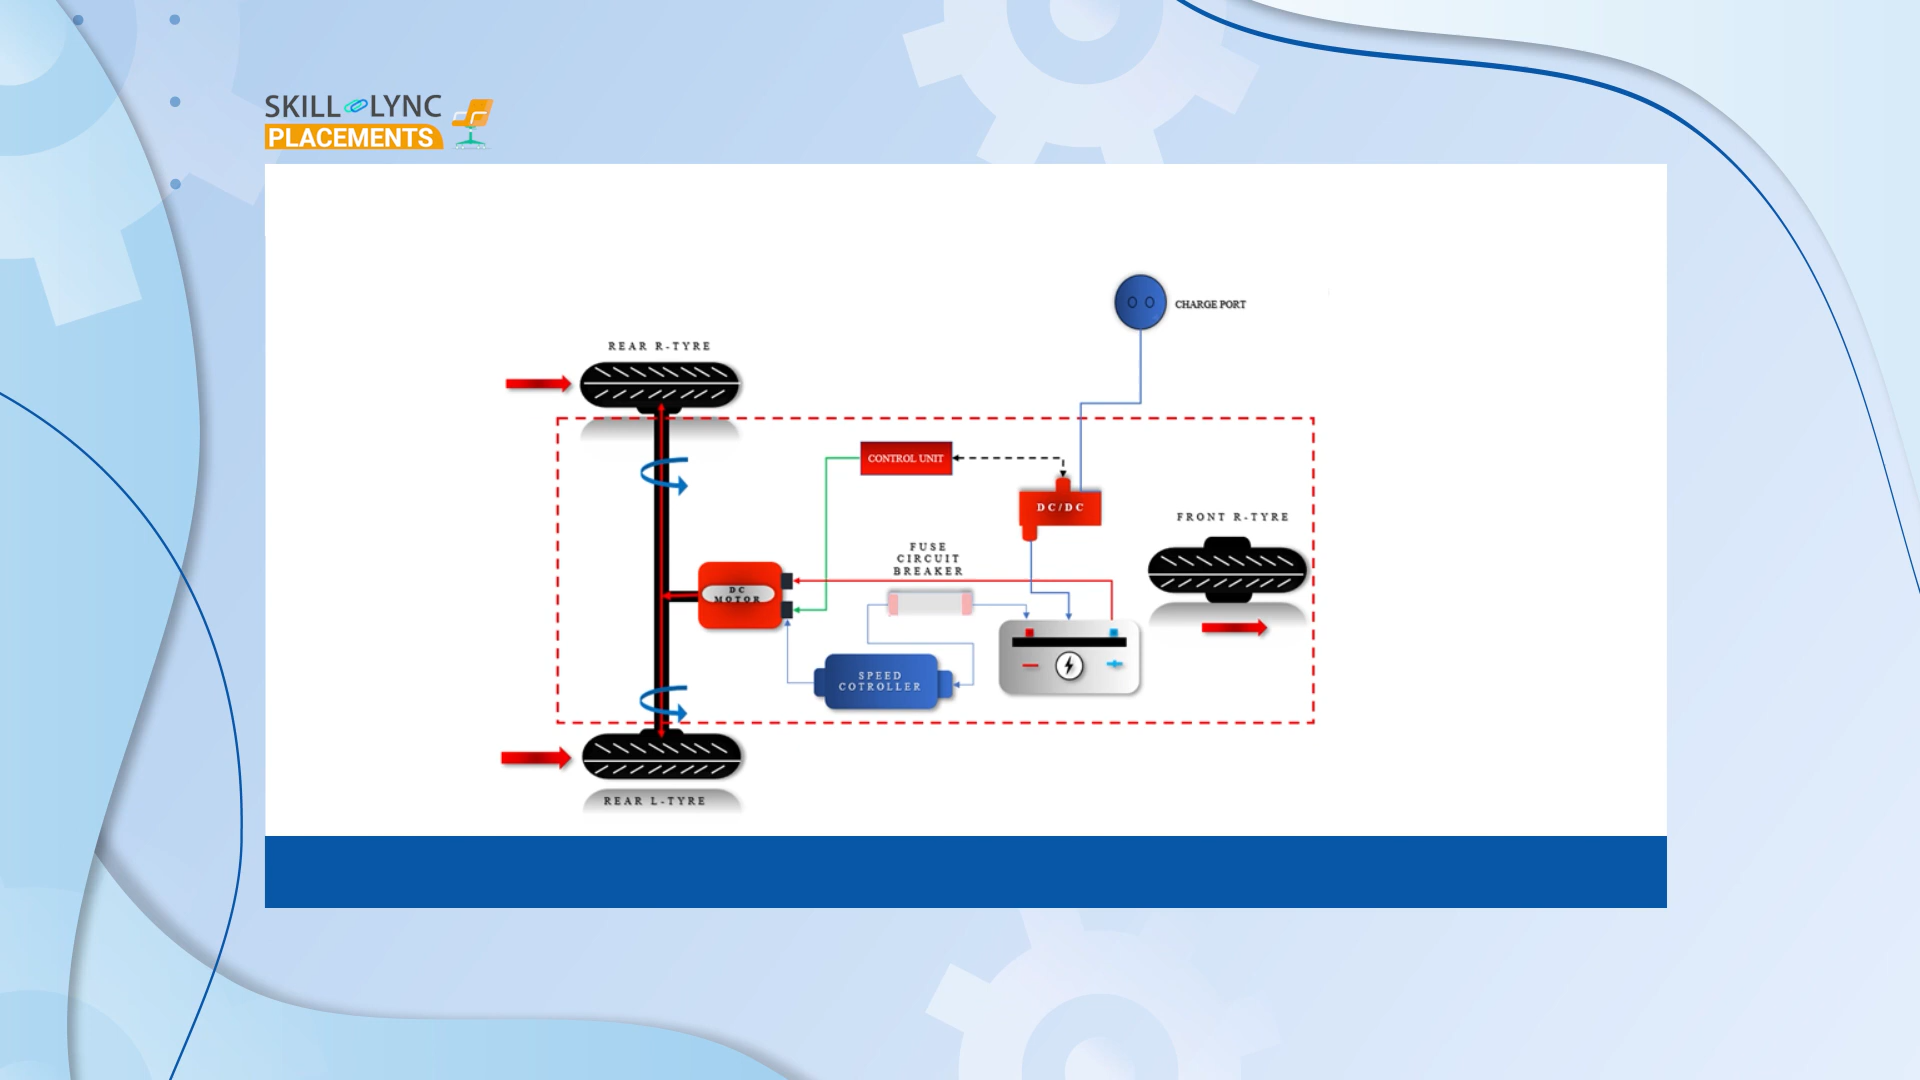 SKILL LYNC
PLACEMENTS
CHARGE PORT
REAR R-TYRE
CONTROL UNIT
DC/DC
FRONT R-TYRE
FUSE
CIRCUIT
BREAKER
DC
MOTOR
SPEED
COTROLLER
REAR L-TYRE